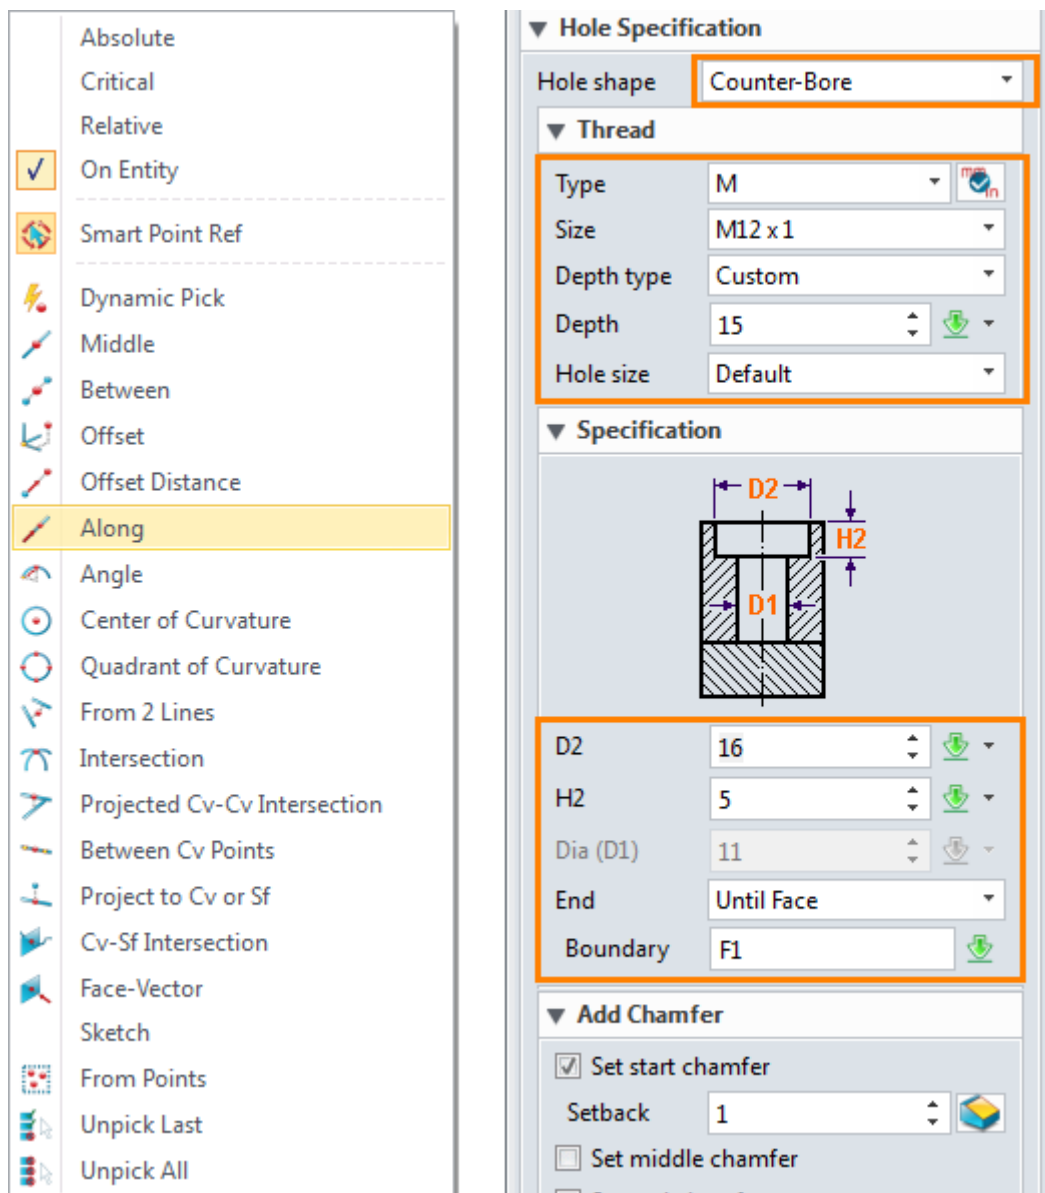 Absolute
Critical
Relative
On Entity
Smart Point Ref
Dynamic Pick
Middle
Between
Offset
Offset Distance
Along
Angle
Center of Curvature
Quadrant of Curvature
From 2 Lines
Intersection
Projected Cv-Cv Intersection
Between Cv Points
Project to Cv or Sf
Cv-Sf Intersection
Face-Vector
Sketch
From Points
Unpick Last
Unpick All
Hole Specification
Hole shape Counter-Bore
Thread
Type M mm in
Size M12 x 1
Depth type Custom
Depth 15
Hole size Default
Specification
D2
H2
D1
D2 16
H2 5
Dia (D1) 11
End Until Face
Boundary F1
Add Chamfer
Set start chamfer
Setback 1
Set middle chamfer